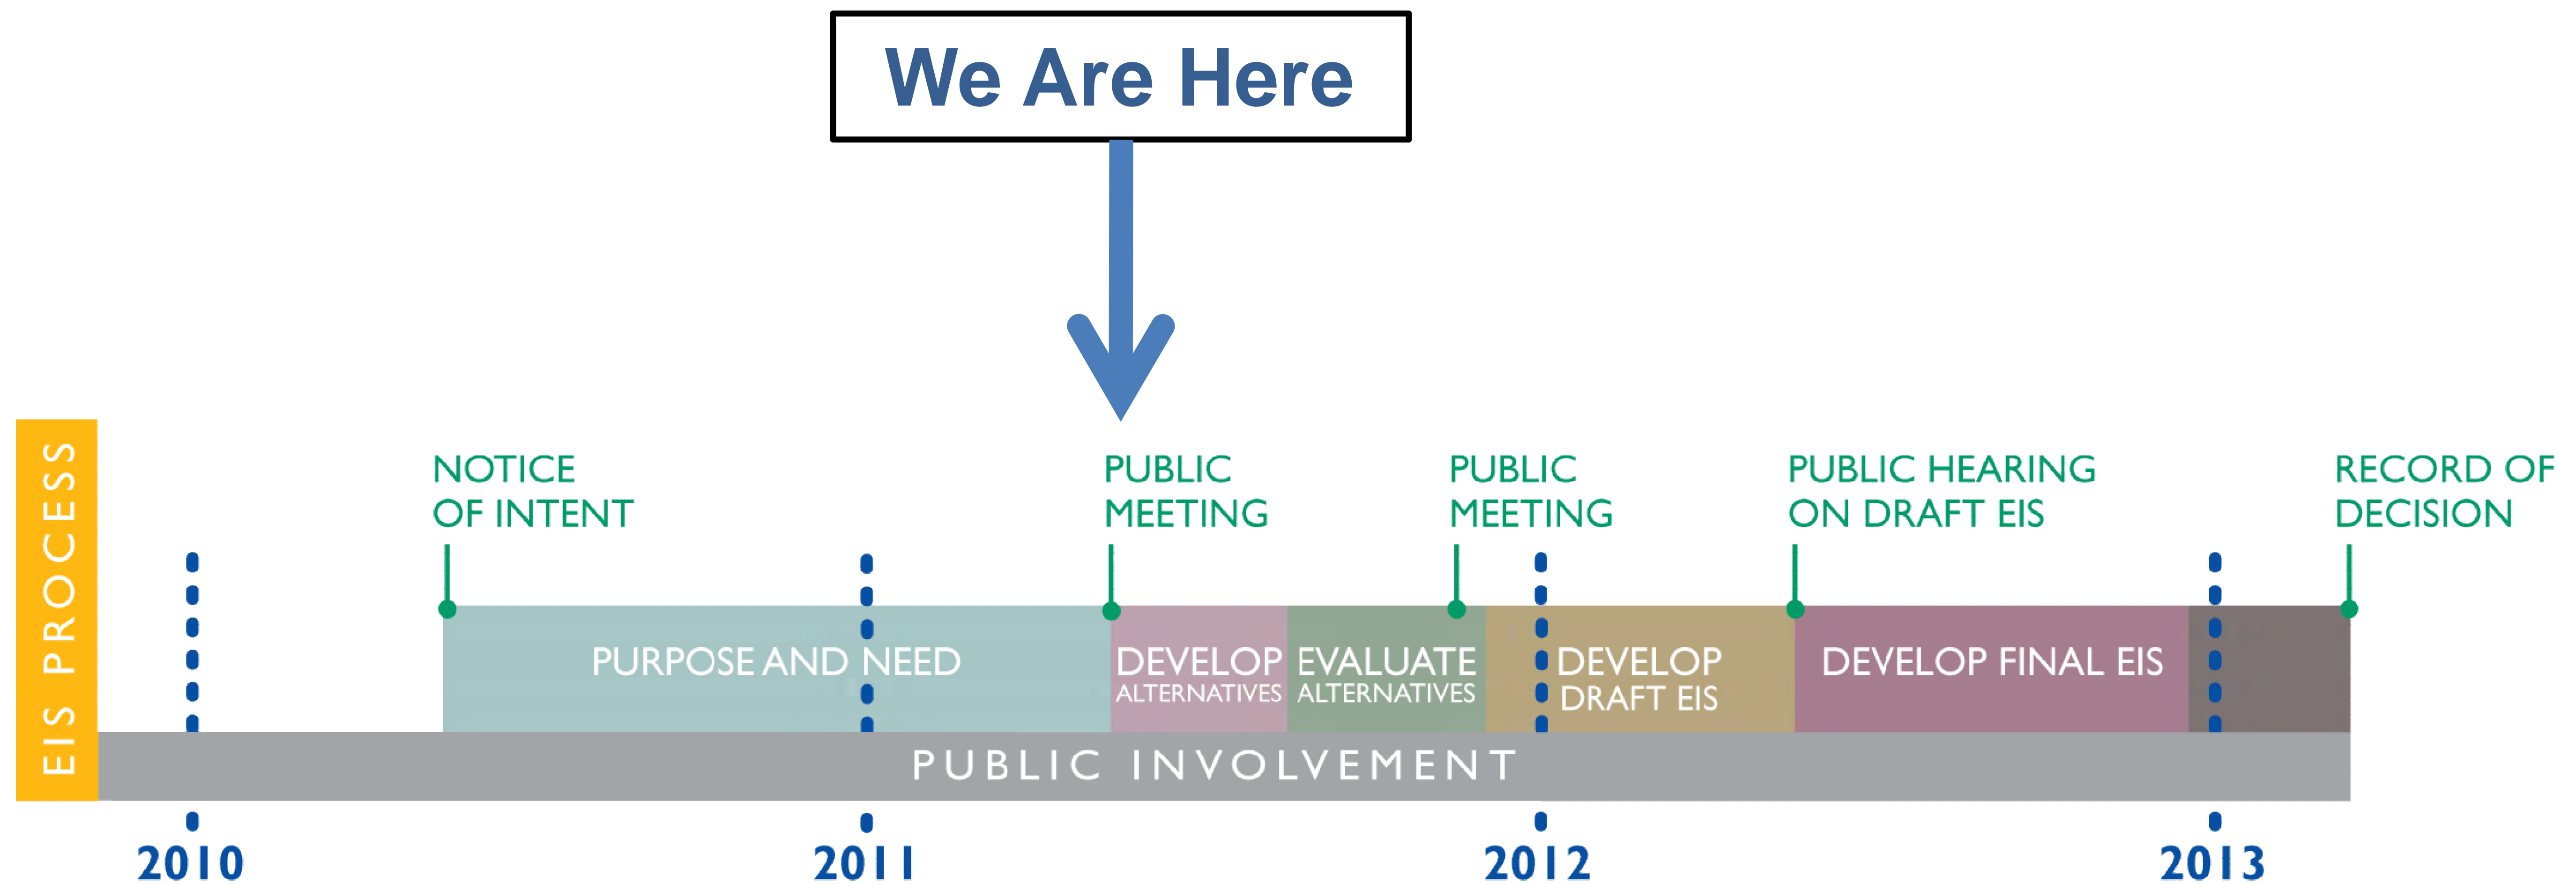 We Are Here
EIS PROCESS
NOTICE
OF INTENT
PUBLIC
MEETING
PUBLIC
MEETING
PUBLIC HEARING
ON DRAFT EIS
RECORD OF
DECISION
PURPOSE AND NEED
DEVELOP
ALTERNATIVES
EVALUATE
ALTERNATIVES
DEVELOP
DRAFT EIS
DEVELOP FINAL EIS
PUBLIC INVOLVEMENT
2010
2011
2012
2013